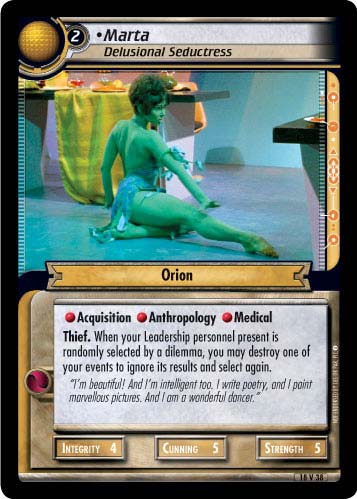 2 •Marta
Delusional Seductress
Orion
•Acquisition •Anthropology •Medical
Thief. When your Leadership personnel present is
randomly selected by a dilemma, you may destroy one of
your events to ignore its results and select again.
"I'm beautiful! And I'm intelligent too. I write poetry, and I paint
marvellous pictures. And I am a wonderful dancer."
INTEGRITY 4 CUNNING 5 STRENGTH 5
18 V 38